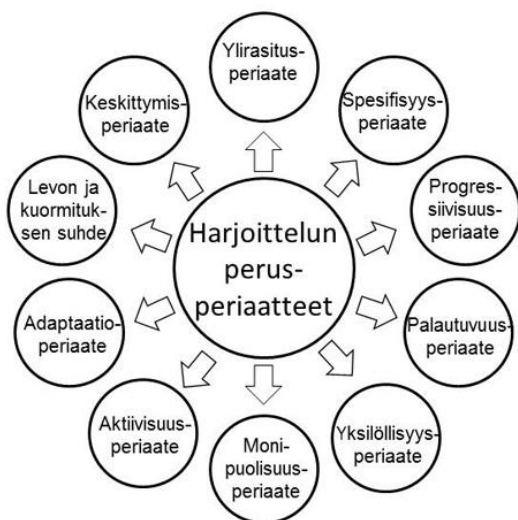 Harjoittelun
perus-
periaatteet
Ylirasitus-
periaate
Spesifisyys-
periaate
Progres-
siivisuus-
periaate
Palautuvuus-
periaate
Yksilöllisyys-
periaate
Moni-
puolisuus-
periaate
Aktiivisuus-
periaate
Adaptaatio-
periaate
Levon ja
kuormituk-
sen suhde
Keskittymis-
periaate